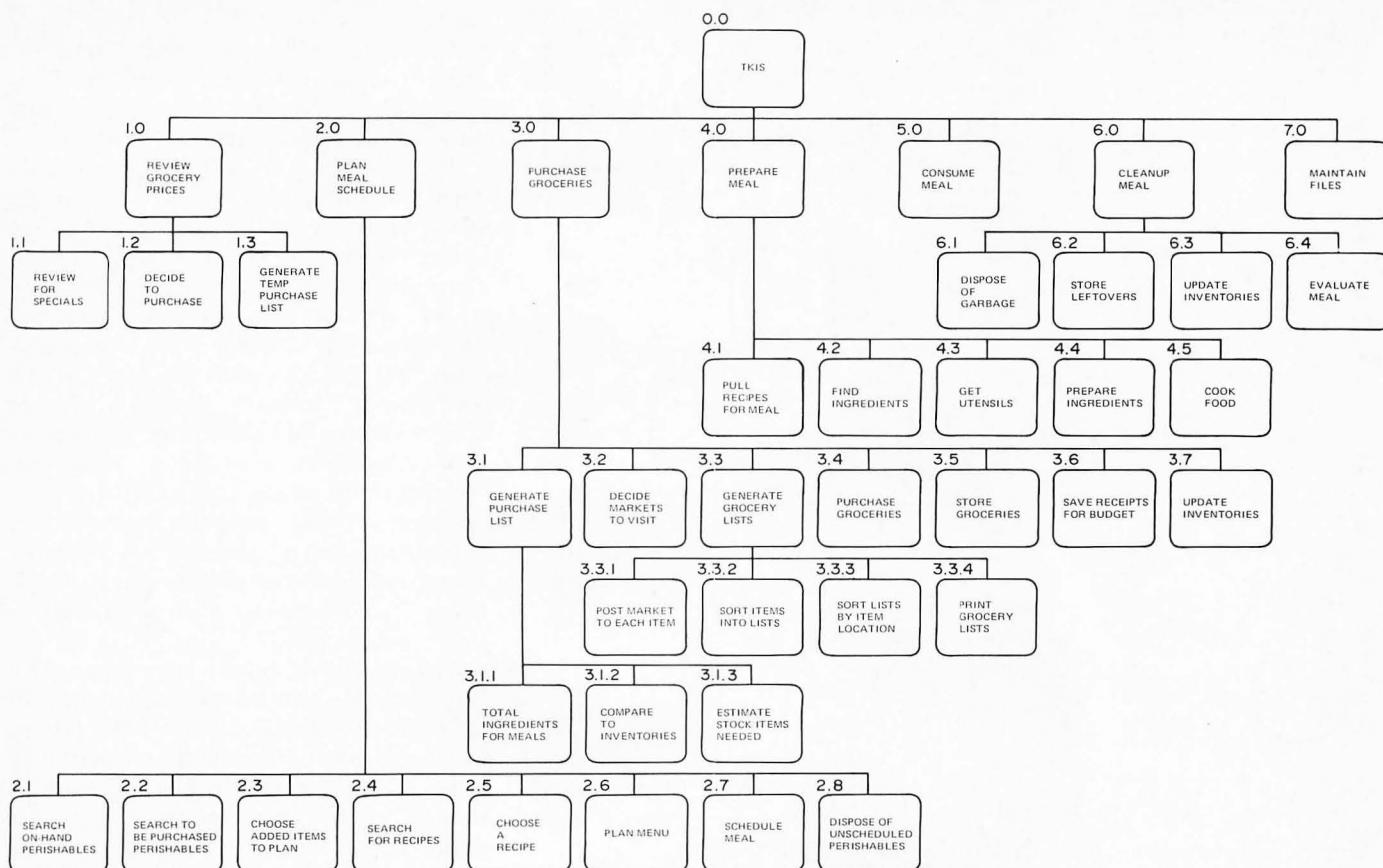 0.0
TKIS
1.0
REVIEW
GROCERY
PRICES
2.0
PLAN
MEAL
SCHEDULE
3.0
PURCHASE
GROCERIES
4.0
PREPARE
MEAL
5.0
CONSUME
MEAL
6.0
CLEANUP
MEAL
7.0
MAINTAIN
FILES
1.1
REVIEW
FOR
SPECIALS
1.2
DECIDE
TO
PURCHASE
1.3
GENERATE
TEMP
PURCHASE
LIST
6.1
DISPOSE
OF
GARBAGE
6.2
STORE
LEFTOVERS
6.3
UPDATE
INVENTORIES
6.4
EVALUATE
MEAL
4.1
PULL
RECIPES
FOR MEAL
4.2
FIND
INGREDIENTS
4.3
GET
UTENSILS
4.4
PREPARE
INGREDIENTS
4.5
COOK
FOOD
3.1
GENERATE
PURCHASE
LIST
3.2
DECIDE
MARKETS
TO VISIT
3.3
GENERATE
GROCERY
LISTS
3.4
PURCHASE
GROCERIES
3.5
STORE
GROCERIES
3.6
SAVE RECEIPTS
FOR BUDGET
3.7
UPDATE
INVENTORIES
3.3.1
POST MARKET
TO EACH ITEM
3.3.2
SORT ITEMS
INTO LISTS
3.3.3
SORT LISTS
BY ITEM
LOCATION
3.3.4
PRINT
GROCERY
LISTS
3.1.1
TOTAL
INGREDIENTS
FOR MEALS
3.1.2
COMPARE
TO
INVENTORIES
3.1.3
ESTIMATE
STOCK ITEMS
NEEDED
2.1
SEARCH
ON-HAND
PERISHABLES
2.2
SEARCH TO
BE PURCHASED
PERISHABLES
2.3
CHOOSE
ADDED ITEMS
TO PLAN
2.4
SEARCH
FOR RECIPES
2.5
CHOOSE
A
RECIPE
2.6
PLAN MENU
2.7
SCHEDULE
MEAL
2.8
DISPOSE OF
UNSCHEDULED
PERISHABLES